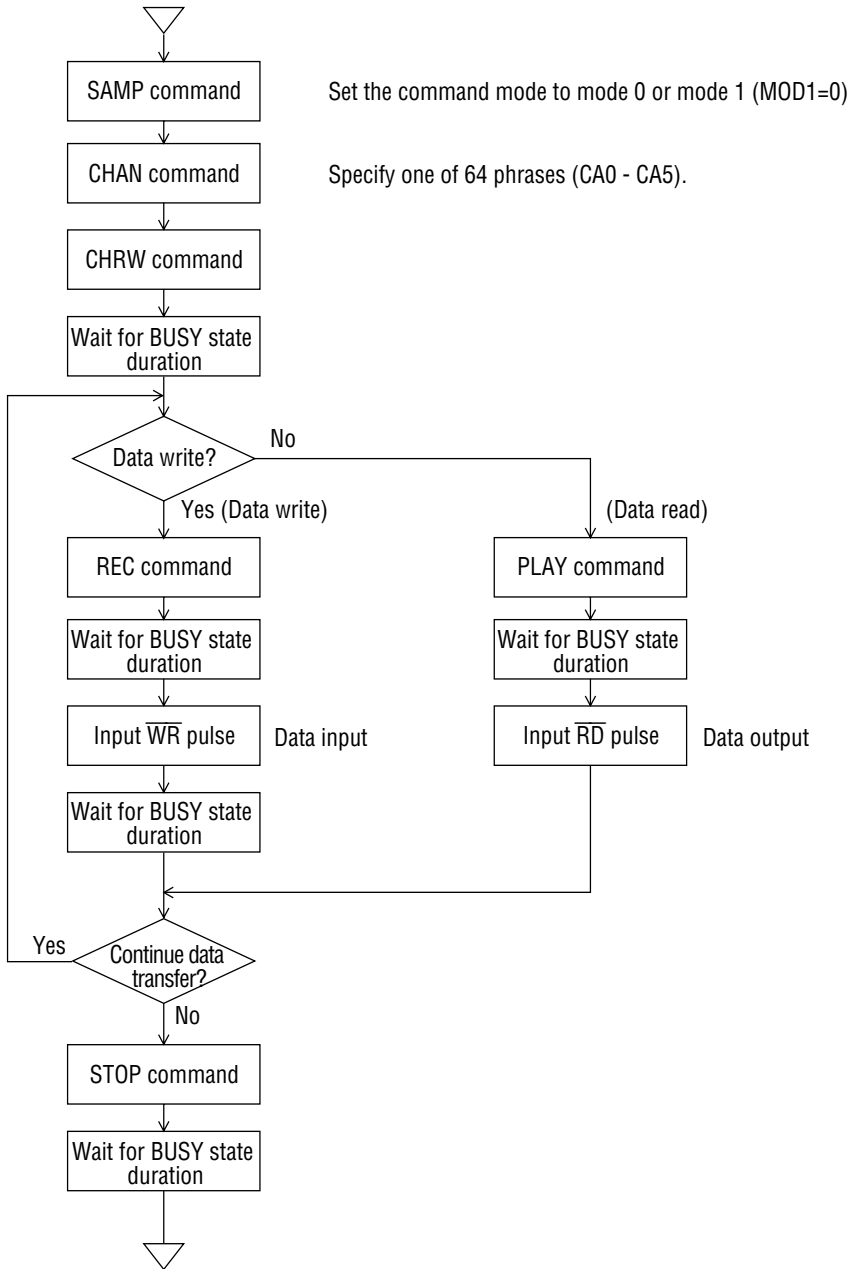 SAMP command
Set the command mode to mode 0 or mode 1 (MOD1=0)
CHAN command
Specify one of 64 phrases (CA0 - CA5).
CHRW command
Wait for BUSY state
duration
Data write?
No
Yes (Data write)
(Data read)
REC command
PLAY command
Wait for BUSY state
duration
Wait for BUSY state
duration
Input W̅R̅ pulse
Data input
Input R̅D̅ pulse
Data output
Wait for BUSY state
duration
Yes
Continue data
transfer?
No
STOP command
Wait for BUSY state
duration